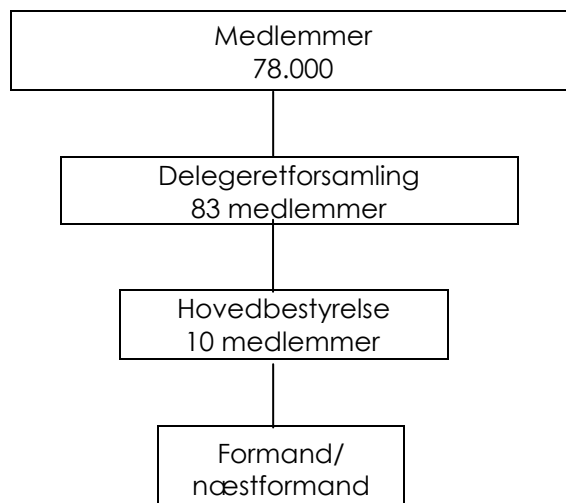 Medlemmer
78.000
Delegeretforsamling
83 medlemmer
Hovedbestyrelse
10 medlemmer
Formand/
næstformand